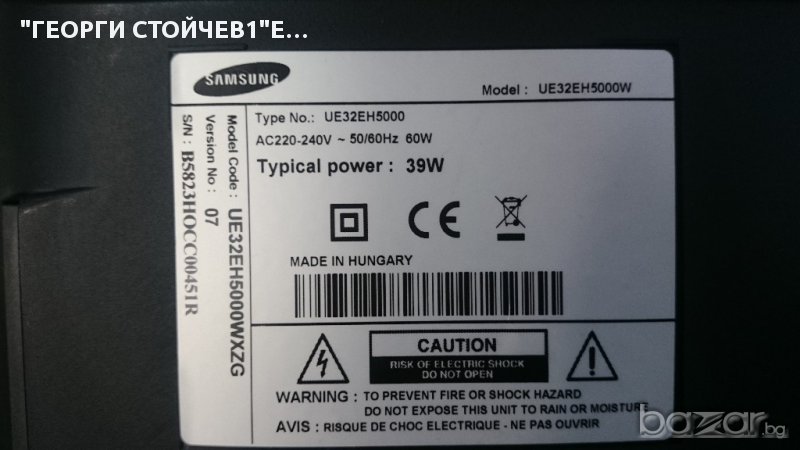 "ГЕОРГИ СТОЙЧЕВ1"Е...
SAMSUNG
Model : UE32EH5000W
Type No.: UE32EH5000
AC220-240V ~ 50/60Hz 60W
Typical power : 39W
CE
MADE IN HUNGARY
Model Code : UE32EH5000WXZG
Version No : 07
S/N : B5823HOCC00451R
CAUTION
RISK OF ELECTRIC SHOCK
DO NOT OPEN
WARNING : TO PREVENT FIRE OR SHOCK HAZARD
DO NOT EXPOSE THIS UNIT TO RAIN OR MOISTURE
AVIS : RISQUE DE CHOC ELECTRIQUE - NE PAS OUVRIR
bazar.bg